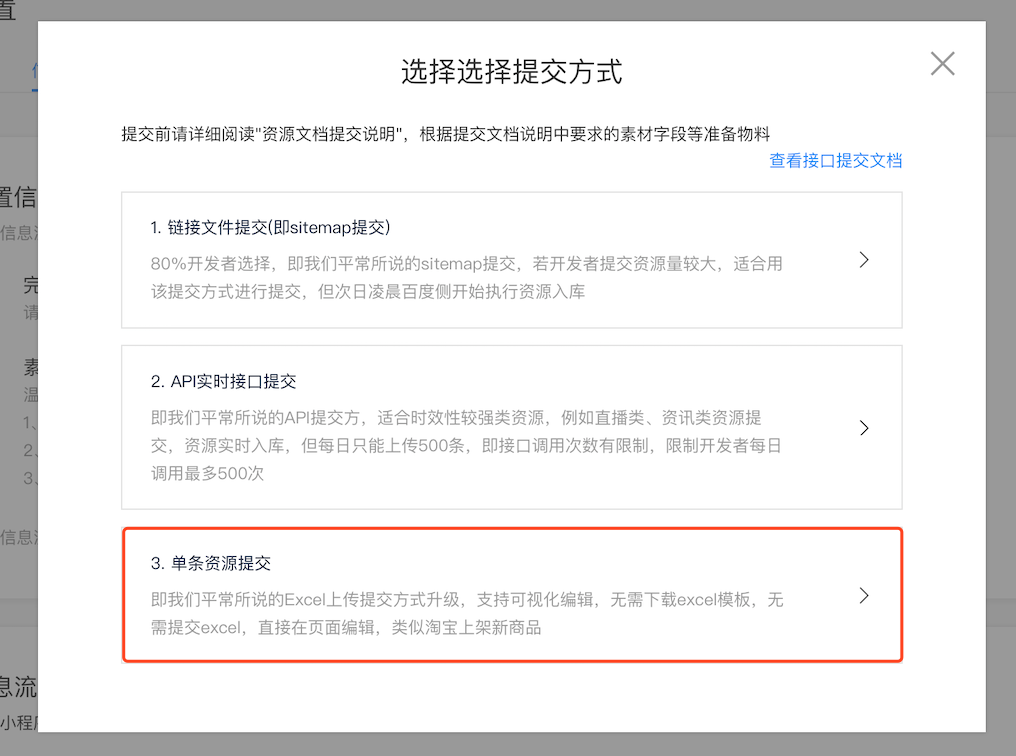 置
选择选择提交方式
提交前请详细阅读"资源文档提交说明"，根据提交文档说明中要求的素材字段等准备物料
查看接口提交文档
置信
信息
1. 链接文件提交(即sitemap提交)
80%开发者选择，即我们平常所说的sitemap提交，若开发者提交资源量较大，适合用
该提交方式进行提交，但次日凌晨百度侧开始执行资源入库
完
请
素
温
1、
2、
3、
2. API实时接口提交
即我们平常所说的API提交方，适合时效性较强类资源，例如直播类、资讯类资源提
交，资源实时入库，但每日只能上传500条，即接口调用次数有限制，限制开发者每日
调用最多500次
信息
3. 单条资源提交
即我们平常所说的Excel上传提交方式升级，支持可视化编辑，无需下载excel模板，无
需提交excel，直接在页面编辑，类似淘宝上架新商品
息流
小程